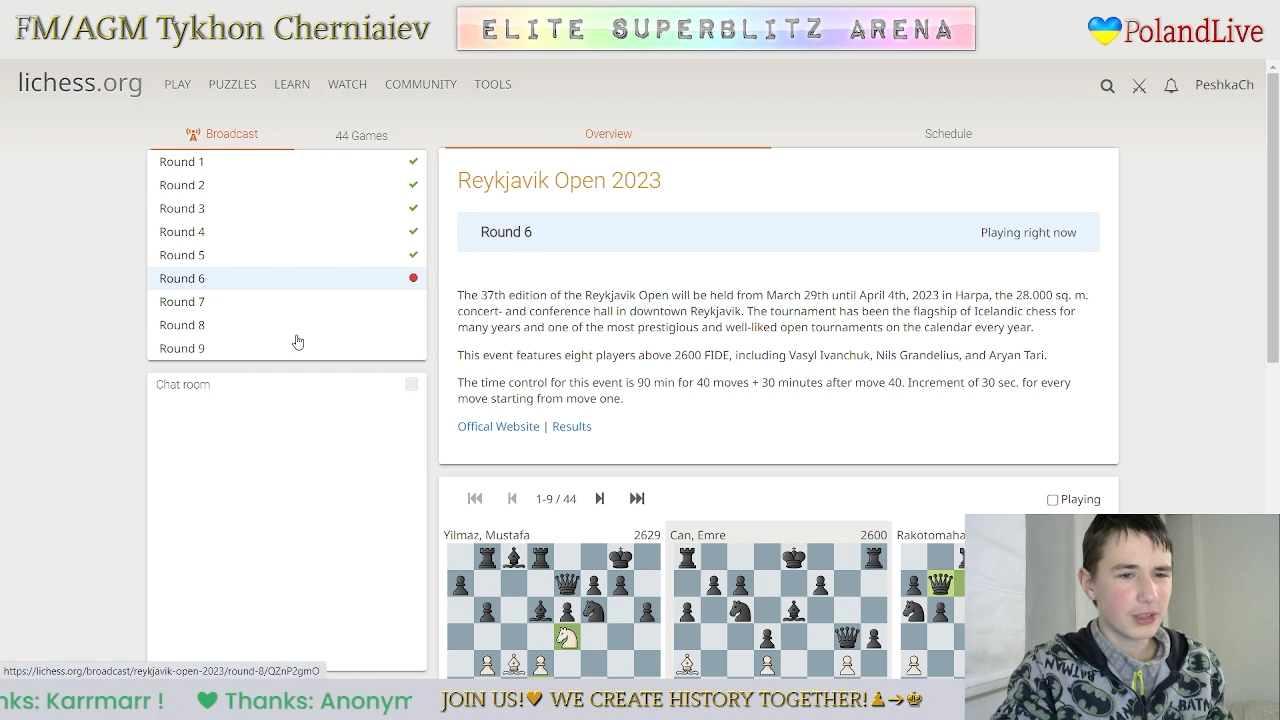 FM/AGM Tykhon Cherniaiev
ELITE SUPERBLITZ ARENA
PolandLive
lichess.org
PLAY PUZZLES LEARN WATCH COMMUNITY TOOLS
PeshkaCh
Broadcast 44 Games
Overview Schedule
Round 1
Round 2
Round 3
Round 4
Round 5
Round 6
Round 7
Round 8
Round 9
Chat room
Reykjavik Open 2023
Round 6 Playing right now
The 37th edition of the Reykjavik Open will be held from March 29th until April 4th, 2023 in Harpa, the 28.000 sq. m.
concert- and conference hall in downtown Reykjavik. The tournament has been the flagship of Icelandic chess for
many years and one of the most prestigious and well-liked open tournaments on the calendar every year.
This event features eight players above 2600 FIDE, including Vasyl Ivanchuk, Nils Grandelius, and Aryan Tari.
The time control for this event is 90 min for 40 moves + 30 minutes after move 40. Increment of 30 sec. for every
move starting from move one.
Offical Website | Results
1-9 / 44 Playing
Yilmaz, Mustafa 2629 Can, Emre 2600 Rakotomaha
https://lichess.org/broadcast/reykjavik-open-2023/round-8/QZnP2gmO
nks: Karrmarr ! Thanks: Anonym
JOIN US! WE CREATE HISTORY TOGETHER!
BATMAN